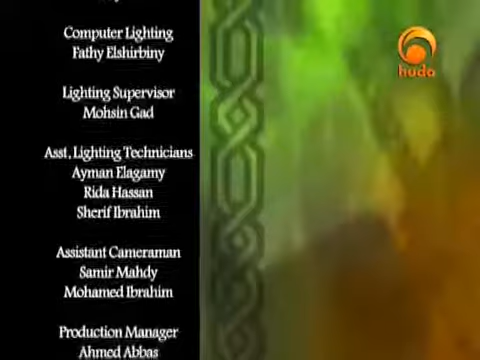 Computer Lighting
Fathy Elshirbiny
Lighting Supervisor
Mohsin Gad
Asst, Lighting Technicians
Ayman Elagamy
Rida Hassan
Sherif Ibrahim
Assistant Cameraman
Samir Mahdy
Mohamed Ibrahim
Production Manager
Ahmed Abbas
huda